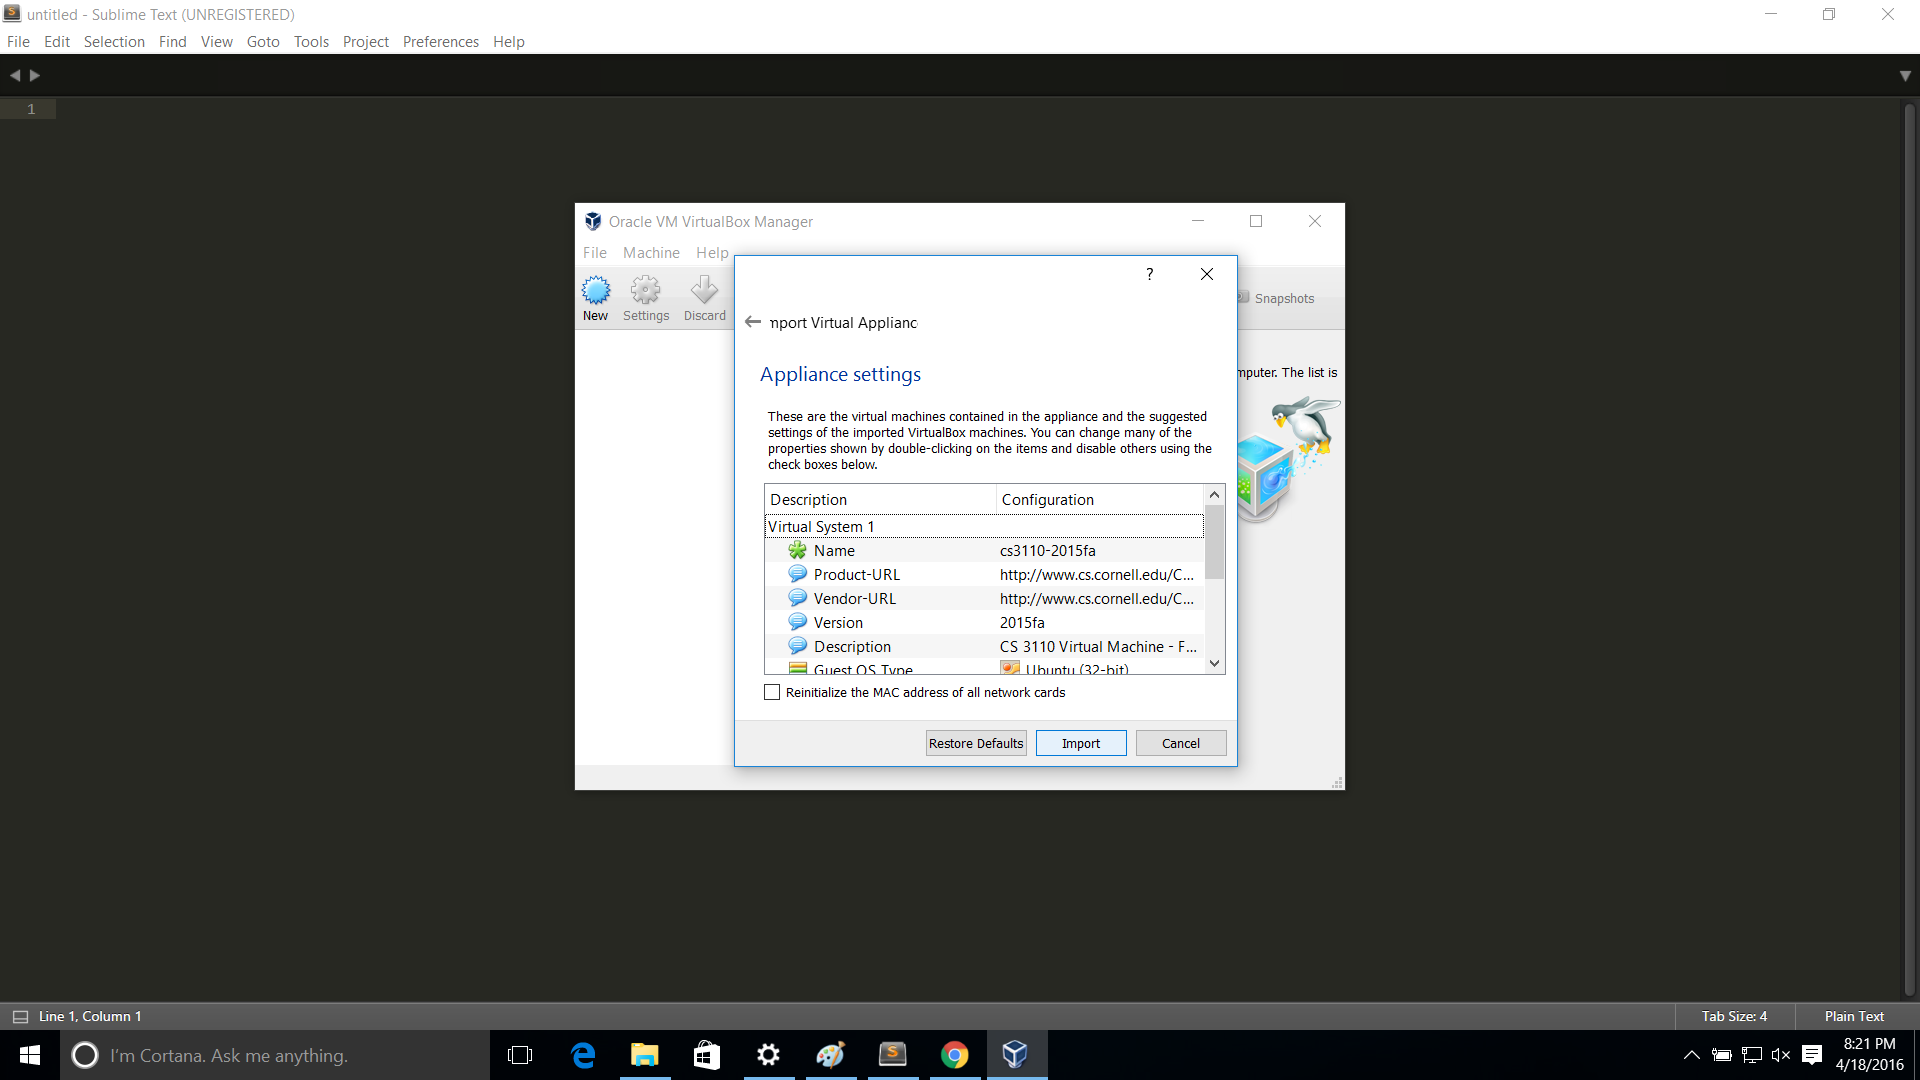 untitled - Sublime Text (UNREGISTERED)
File Edit Selection Find View Goto Tools Project Preferences Help
1
Oracle VM VirtualBox Manager
File Machine Help
New Settings Discard
Snapshots
mputer. The list is
?
mport Virtual Applianc
Appliance settings
These are the virtual machines contained in the appliance and the suggested
settings of the imported VirtualBox machines. You can change many of the
properties shown by double-clicking on the items and disable others using the
check boxes below.
Description Configuration
Virtual System 1
Name cs3110-2015fa
Product-URL http://www.cs.cornell.edu/C...
Vendor-URL http://www.cs.cornell.edu/C...
Version 2015fa
Description CS 3110 Virtual Machine - F...
Guest OS Type Ubuntu (32-bit)
Reinitialize the MAC address of all network cards
Restore Defaults Import Cancel
Line 1, Column 1 Tab Size: 4 Plain Text
I'm Cortana. Ask me anything.
8:21 PM
4/18/2016